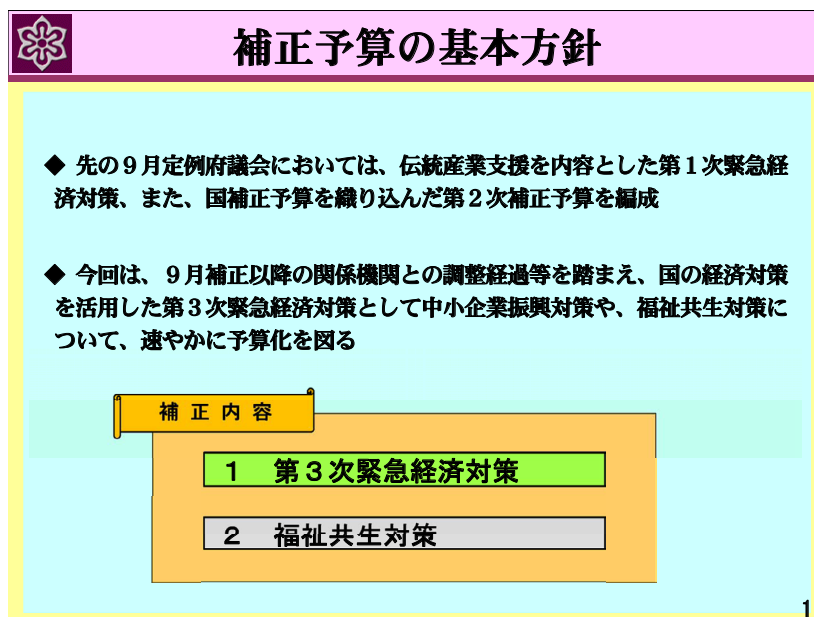 補正予算の基本方針
◆ 先の９月定例府議会においては、伝統産業支援を内容とした第１次緊急経
済対策、また、国補正予算を織り込んだ第２次補正予算を編成
◆ 今回は、９月補正以降の関係機関との調整経過等を踏まえ、国の経済対策
を活用した第３次緊急経済対策として中小企業振興対策や、福祉共生対策に
ついて、速やかに予算化を図る
補 正 内 容
１　第３次緊急経済対策
２　福祉共生対策
1